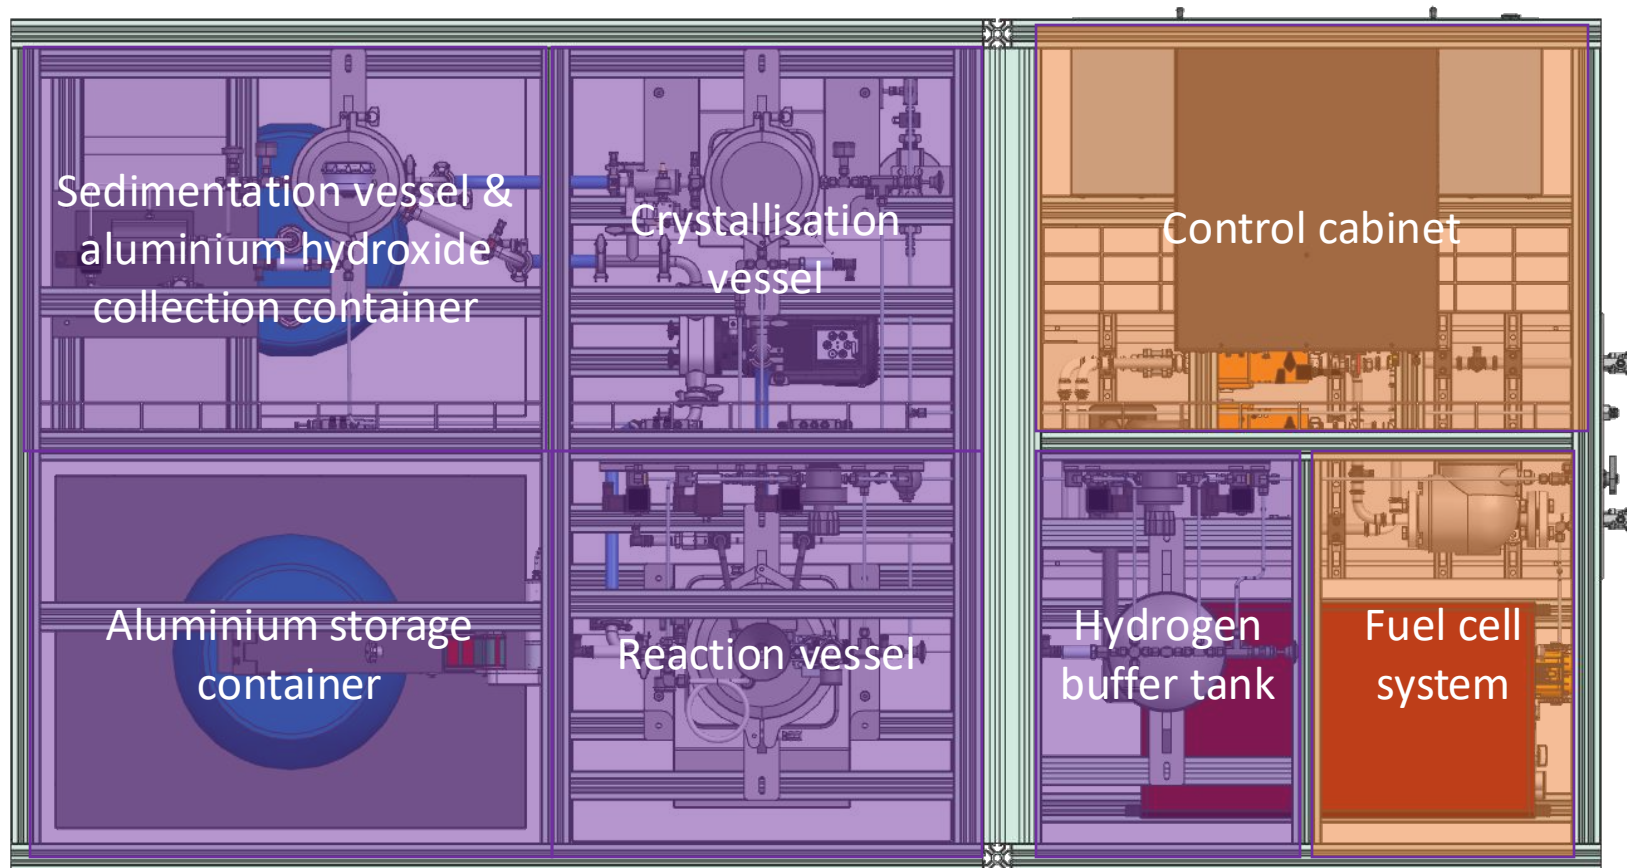 Sedimentation vessel &
aluminium hydroxide
collection container
Crystallisation
vessel
Control cabinet
Aluminium storage
container
Reaction vessel
Hydrogen
buffer tank
Fuel cell
system